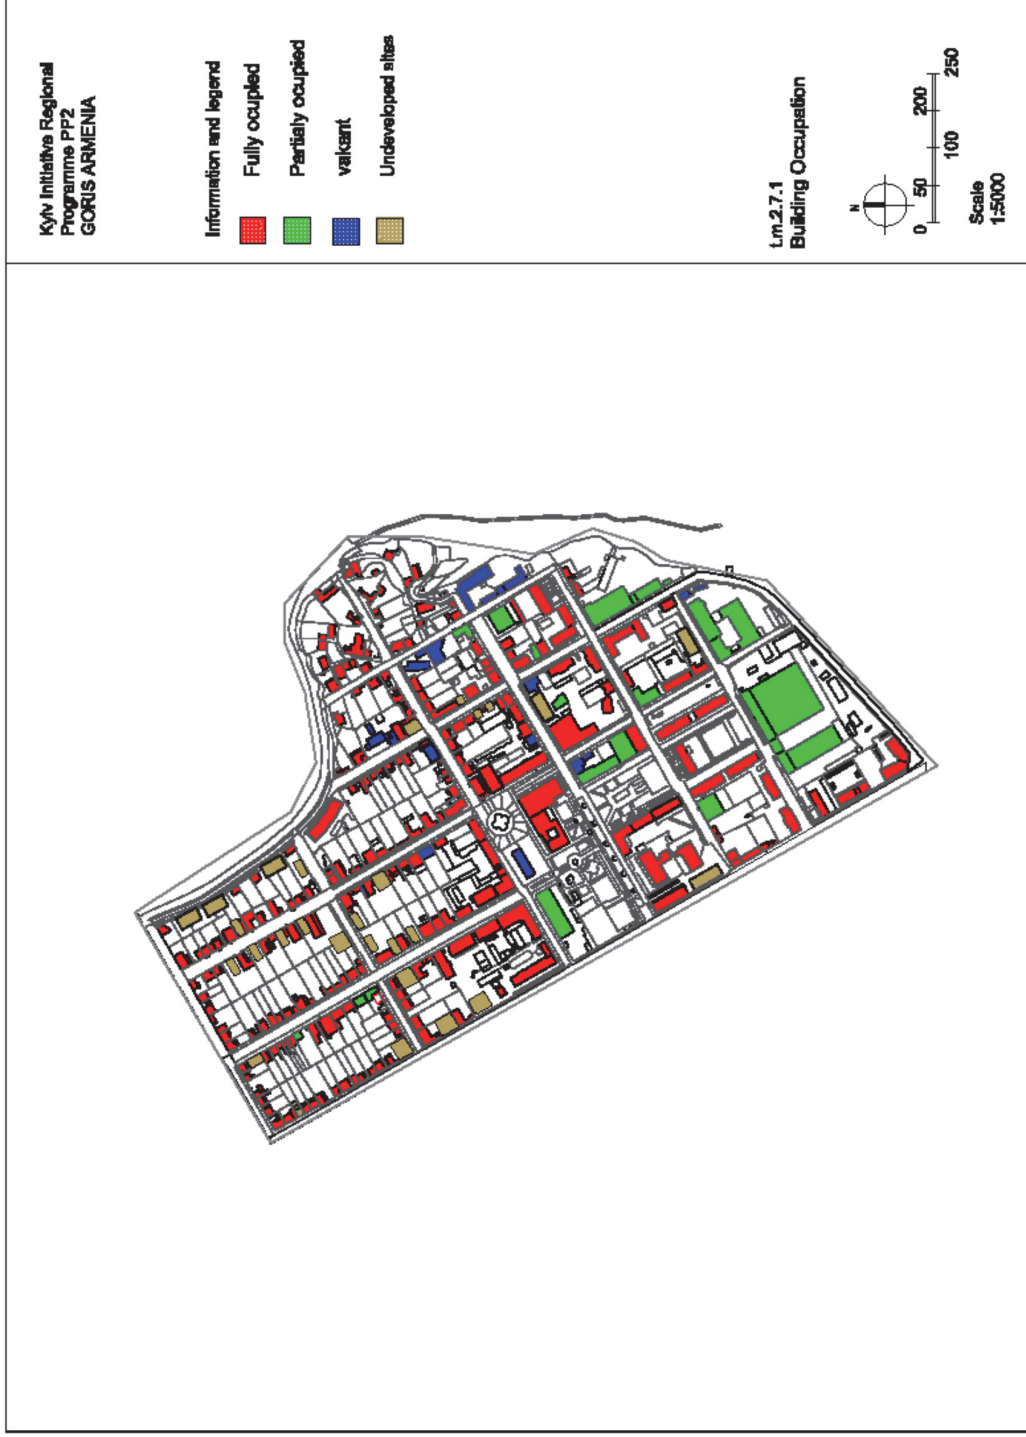 Kyiv Initiative Regional
Programme PP2
GORIS ARMENIA
Information and legend
Fully ocupied
Partialy ocupied
vakant
Undeveloped sites
t.m.2.7.1
Building Occupation
N
0 50 100 200 250
Scale
1:5000